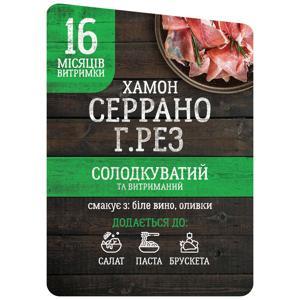 16
МІСЯЦІВ
ВИТРИМКИ
ХАМОН
СЕРРАНО
Г.РЕЗ
СОЛОДКУВАТИЙ
ТА ВИТРИМАНИЙ
смакує з: біле вино, оливки
ДОДАЄТЬСЯ ДО:
САЛАТ ПАСТА БРУСКЕТА